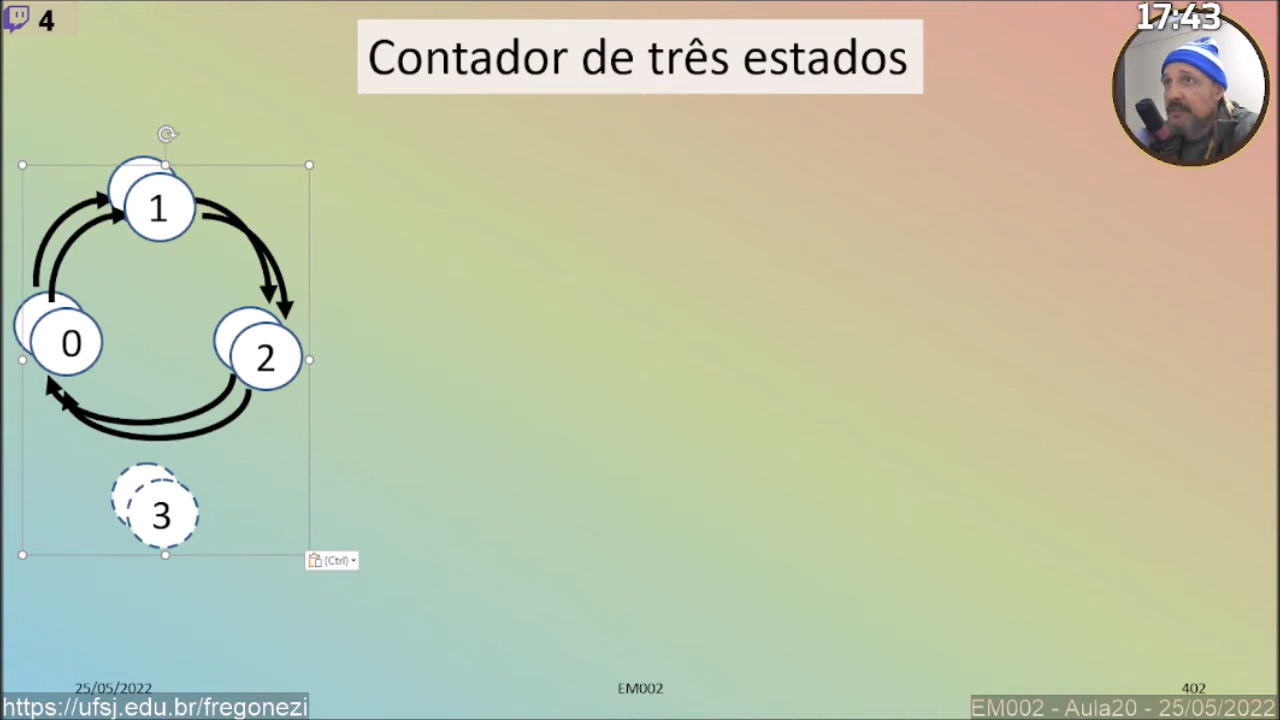 4
17:43
Contador de três estados
1
0
2
3
(Ctrl)
25/05/2022
EM002
402
https://ufsj.edu.br/fregonezi
EM002 - Aula20 - 25/05/2022